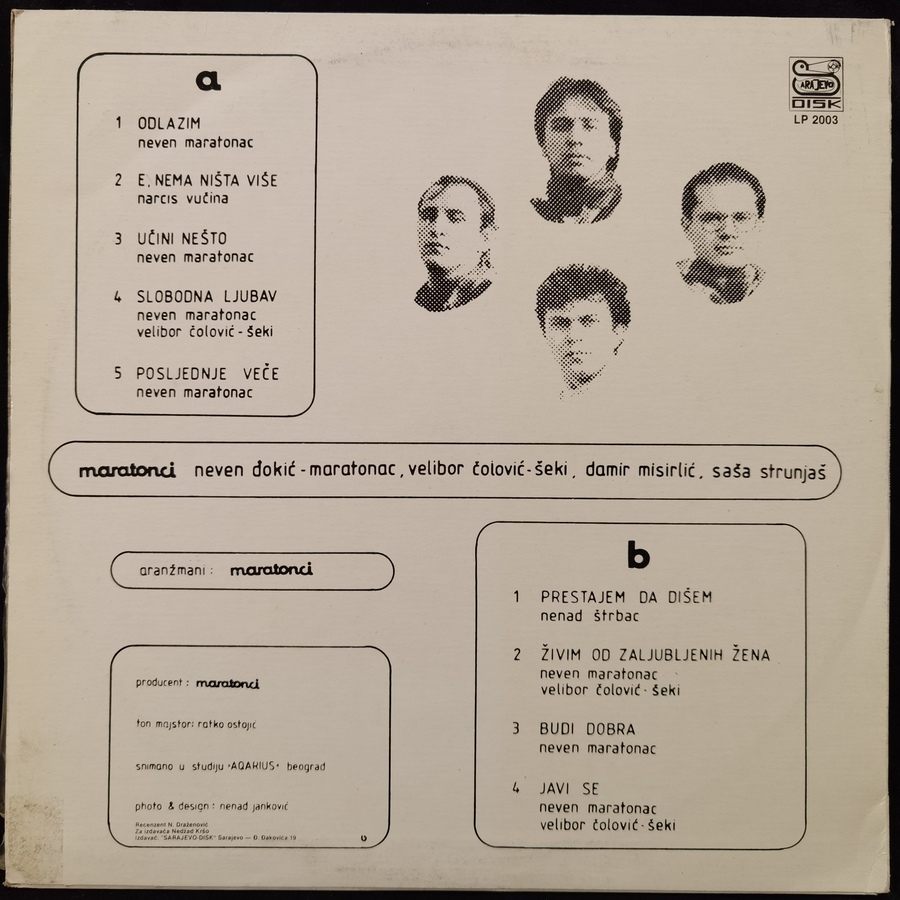 a
1 ODLAZIM
neven maratonac
2 E, NEMA NIŠTA VIŠE
narcis vučina
3 UČINI NEŠTO
neven maratonac
4 SLOBODNA LJUBAV
neven maratonac
velibor čolović - šeki
5 POSLJEDNJE VEČE
neven maratonac
SARAJEVO
DISK
LP 2003
maratonci neven đokić - maratonac, velibor čolović - šeki, damir misirlić, saša strunjaš
aranžmani : maratonci
producent : maratonci
ton majstor: ratko ostojić
snimano u studiju "AQARIUS" beograd
photo & design : nenad janković
Recenzent N. Draženović
Za izdavača Nedžad Kršo
Izdavač: "SARAJEVO-DISK" Sarajevo — Đ. Đakovića 19
b
1 PRESTAJEM DA DIŠEM
nenad štrbac
2 ŽIVIM OD ZALJUBLJENIH ŽENA
neven maratonac
velibor čolović - šeki
3 BUDI DOBRA
neven maratonac
4 JAVI SE
neven maratonac
velibor čolović - šeki